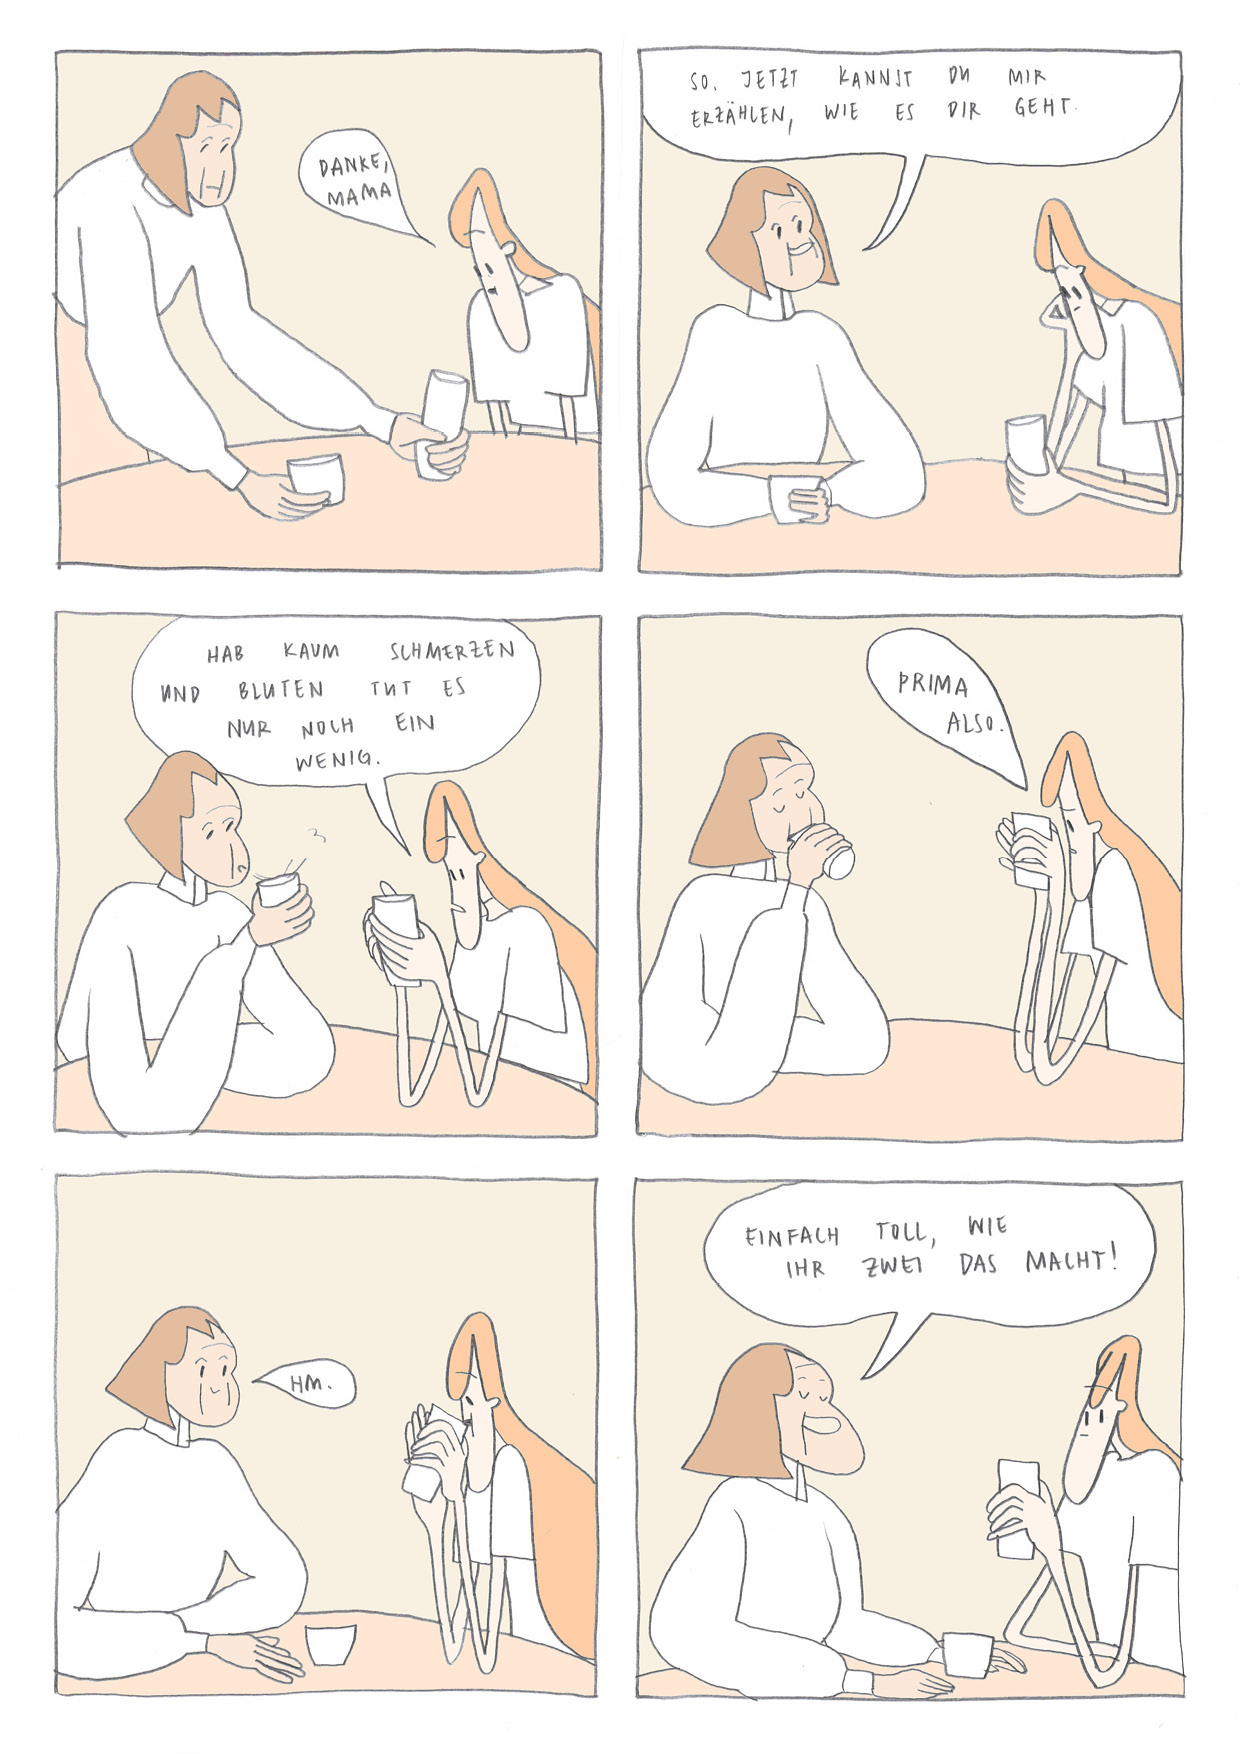 DANKE,
MAMA
SO. JETZT KANNST DU MIR
ERZÄHLEN, WIE ES DIR GEHT.
HAB KAUM SCHMERZEN
UND BLUTEN TUT ES
NUR NOCH EIN
WENIG.
PRIMA
ALSO.
HM.
EINFACH TOLL, WIE
IHR ZWEI DAS MACHT!